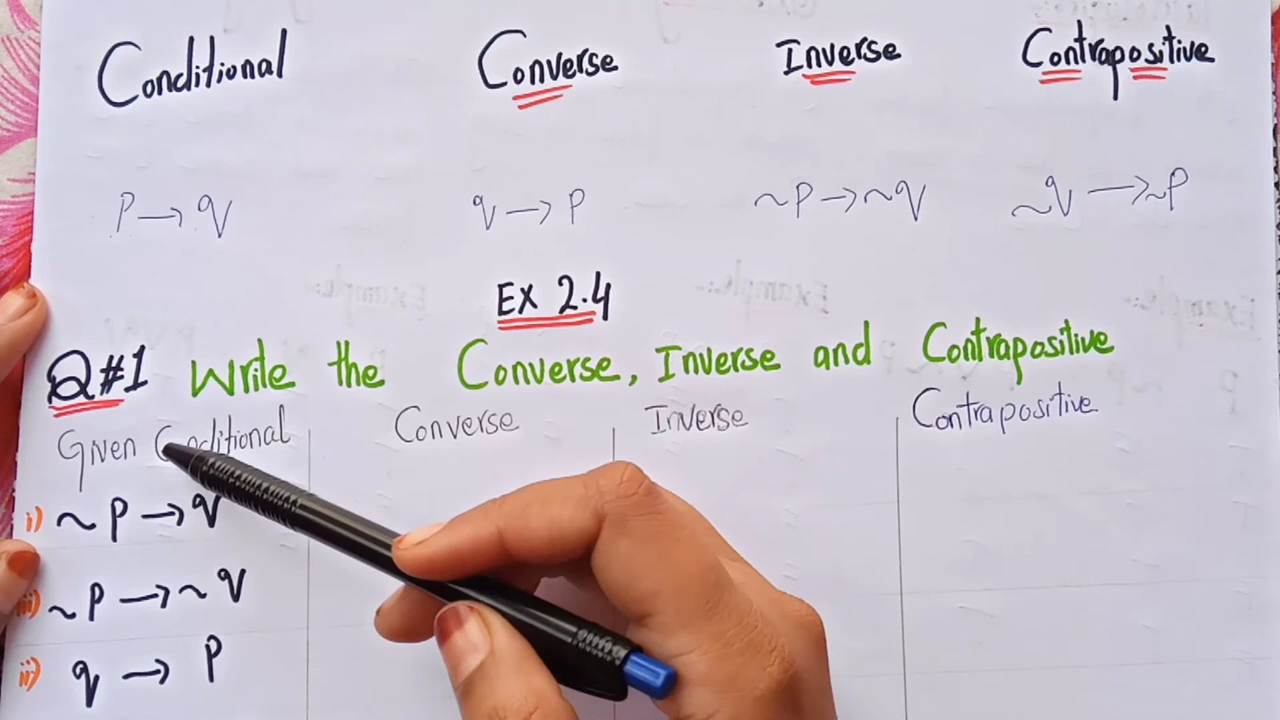 Conditional Converse Inverse Contrapositive
P → q q → P ~P → ~q ~q → ~P
Ex 2.4
Q#1 Write the Converse, Inverse and Contrapositive
Given Conditional Converse Inverse Contrapositive
i) ~ P → q
~ P → ~ q
ii) q → P